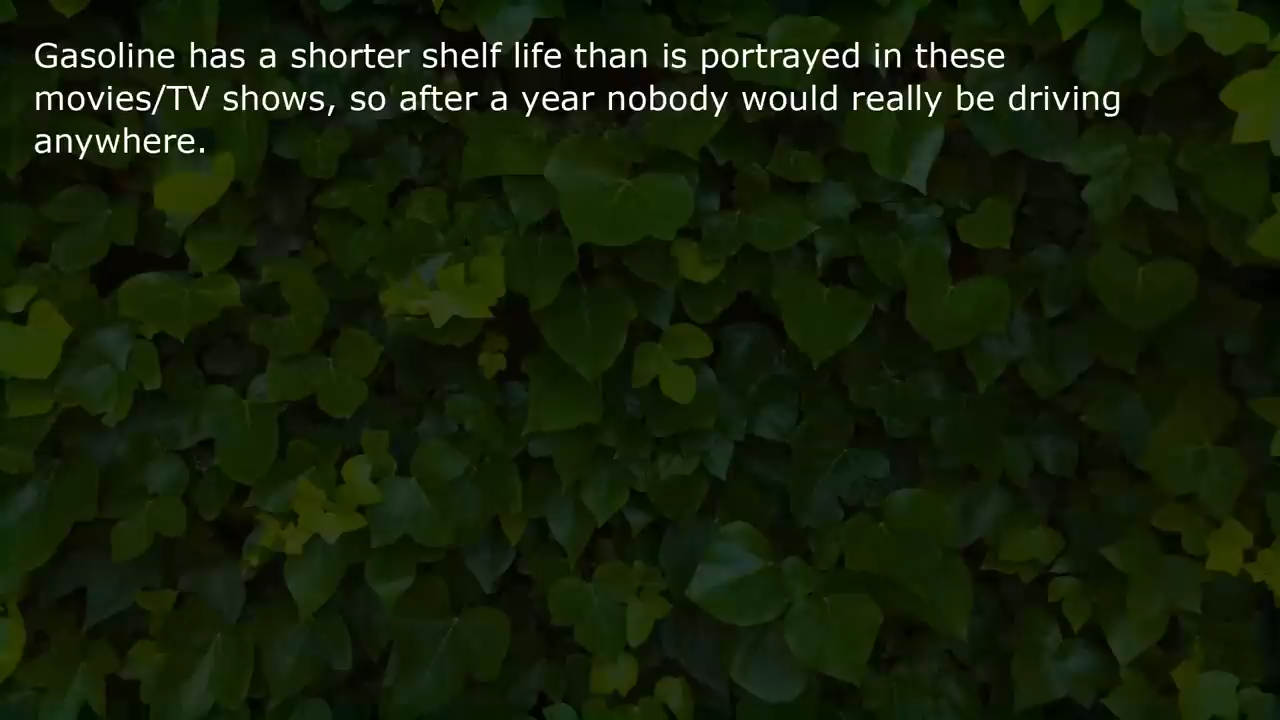 Gasoline has a shorter shelf life than is portrayed in these
movies/TV shows, so after a year nobody would really be driving
anywhere.